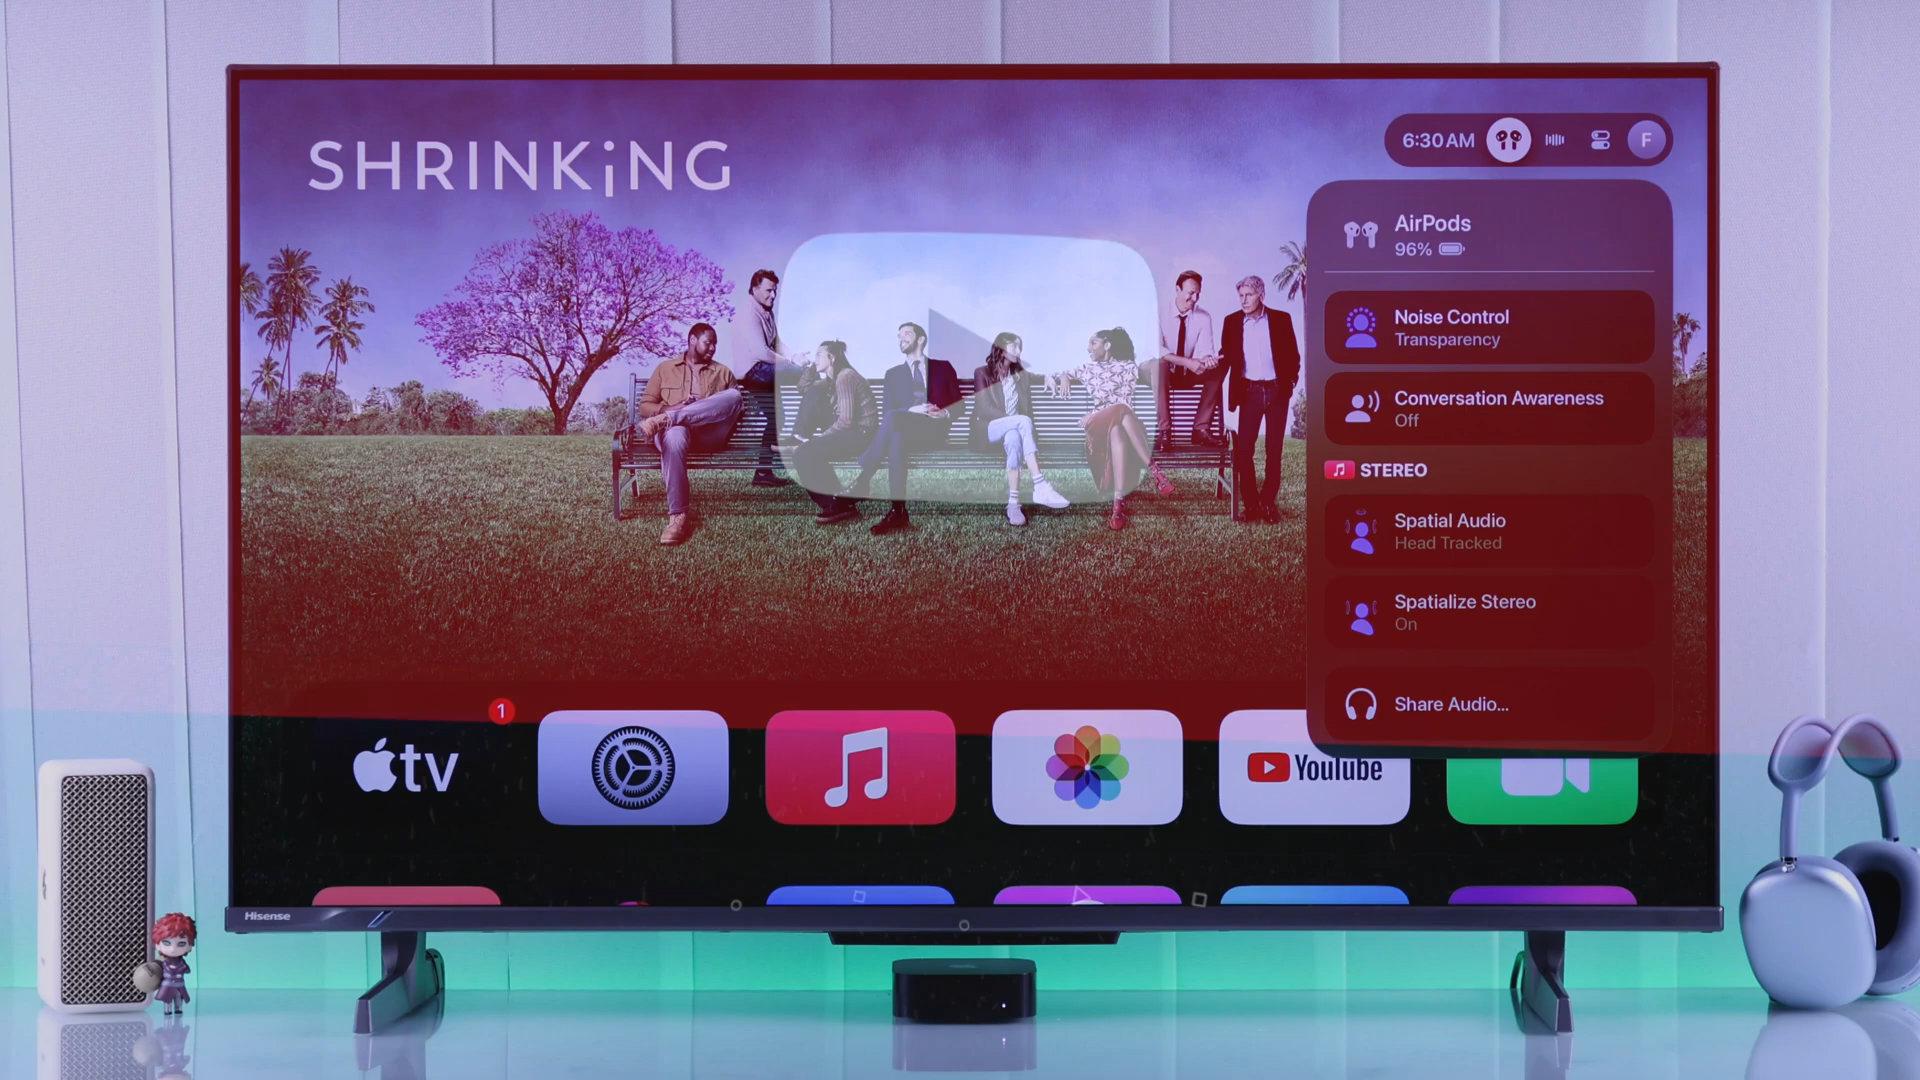 SHRINKiNG
6:30AM
F
AirPods
96%
Noise Control
Transparency
Conversation Awareness
Off
STEREO
Spatial Audio
Head Tracked
Spatialize Stereo
On
Share Audio...
1
tv
YouTube
Hisense